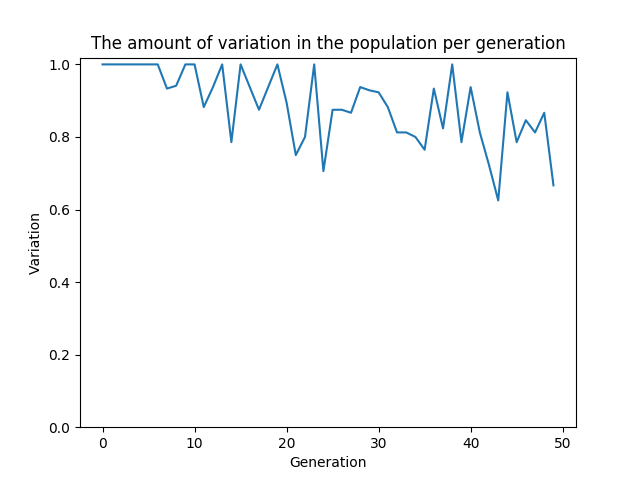 The amount of variation in the population per generation
1.0
0.8
0.6
0.4
0.2
0.0
Variation
0 10 20 30 40 50
Generation